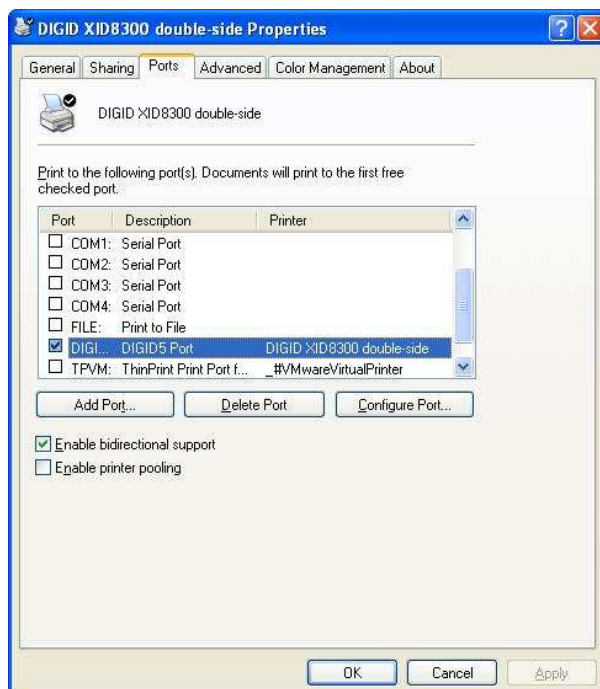 DIGID XID8300 double-side Properties
General Sharing Ports Advanced Color Management About
DIGID XID8300 double-side
Print to the following port(s). Documents will print to the first free
checked port.
Port Description Printer
COM1: Serial Port
COM2: Serial Port
COM3: Serial Port
COM4: Serial Port
FILE: Print to File
DIGI... DIGID5 Port DIGID XID8300 double-side
TPVM: ThinPrint Print Port f... _#VMwareVirtualPrinter
Add Port... Delete Port Configure Port...
Enable bidirectional support
Enable printer pooling
OK Cancel Apply